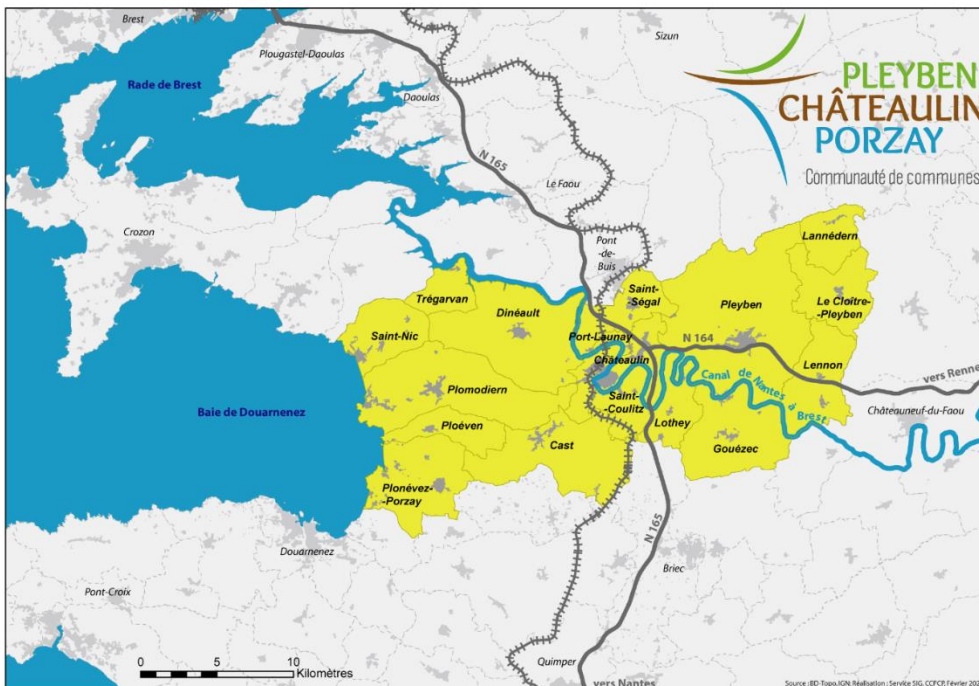 Brest
Plougastel-Daoulas
Sizun
Rade de Brest
Daoulas
PLEYBEN
CHÂTEAULIN
PORZAY
Communauté de communes
N 165
Le Faou
Crozon
Pont
-de-
Buis
Lannédern
Trégarvan
Saint-
Ségal
Pleyben
Le Cloître-
-Pleyben
Dinéault
Saint-Nic
Port-Launay
N 164
Châteaulin
Lennon
vers Renne
Canal de Nantes à Brest
Plomodiern
Saint-
-Coulitz
Baie de Douarnenez
Châteauneuf-du-Faou
Ploéven
Lothey
Cast
Gouézec
Plonévez-
-Porzay
N 165
Douarnenez
Briec
Pont-Croix
0 5 10
Kilomètres
Quimper
vers Nantes
Source : BD-Topo, IGN; Réalisation : Service SIG, CCPCP, Février